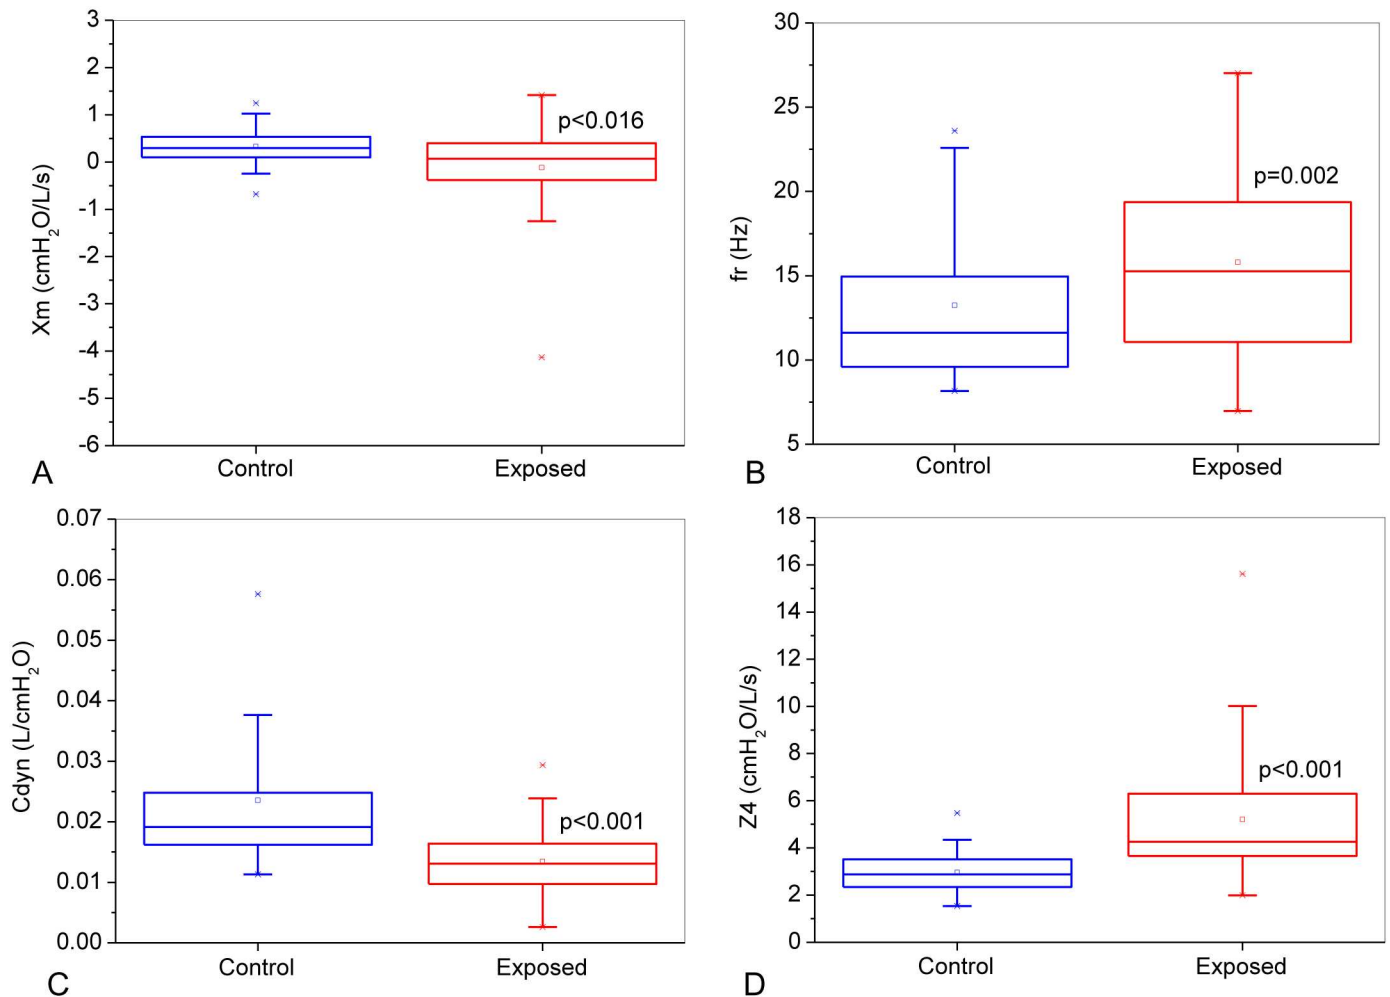 3
2
1
0
-1
-2
-3
-4
-5
-6
Xm (cmH₂O/L/s)
p<0.016
Control
Exposed
A
30
25
20
15
10
5
fr (Hz)
p=0.002
Control
Exposed
B
0.07
0.06
0.05
0.04
0.03
0.02
0.01
0.00
Cdyn (L/cmH₂O)
p<0.001
Control
Exposed
C
18
16
14
12
10
8
6
4
2
0
Z4 (cmH₂O/L/s)
p<0.001
Control
Exposed
D